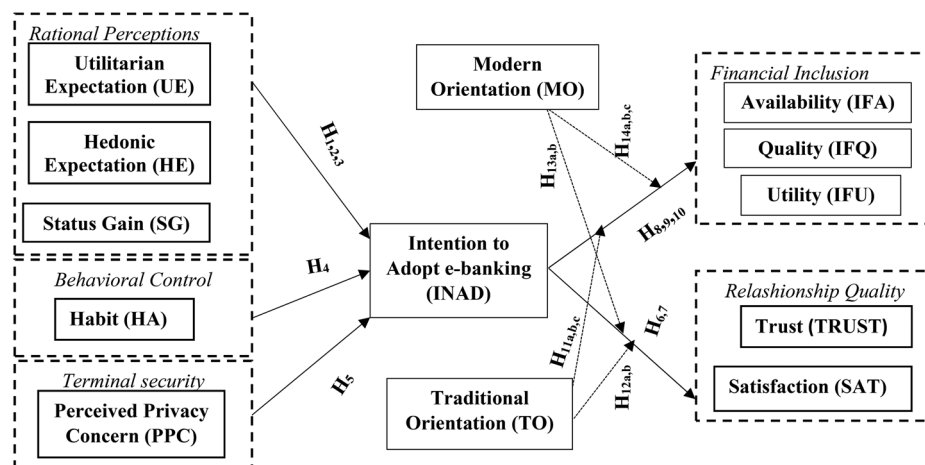 Rational Perceptions
Utilitarian
Expectation (UE)
Hedonic
Expectation (HE)
Status Gain (SG)
Behavioral Control
Habit (HA)
Terminal security
Perceived Privacy
Concern (PPC)
H1,2,3
H4
H5
Modern
Orientation (MO)
Intention to
Adopt e-banking
(INAD)
Traditional
Orientation (TO)
H13a,b
H14a,b,c
H8,9,10
H11a,b,c
H12a,b
H6,7
Financial Inclusion
Availability (IFA)
Quality (IFQ)
Utility (IFU)
Relashionship Quality
Trust (TRUST)
Satisfaction (SAT)